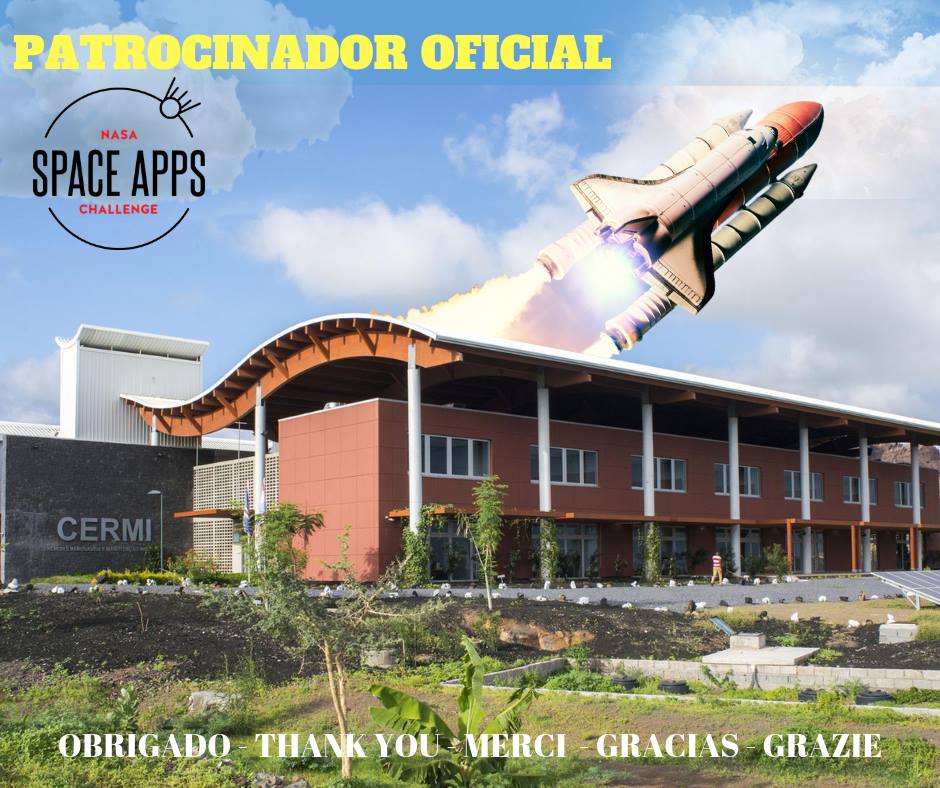 PATROCINADOR OFICIAL
NASA
SPACE APPS
CHALLENGE
CERMI
OBRIGADO - THANK YOU - MERCI - GRACIAS - GRAZIE